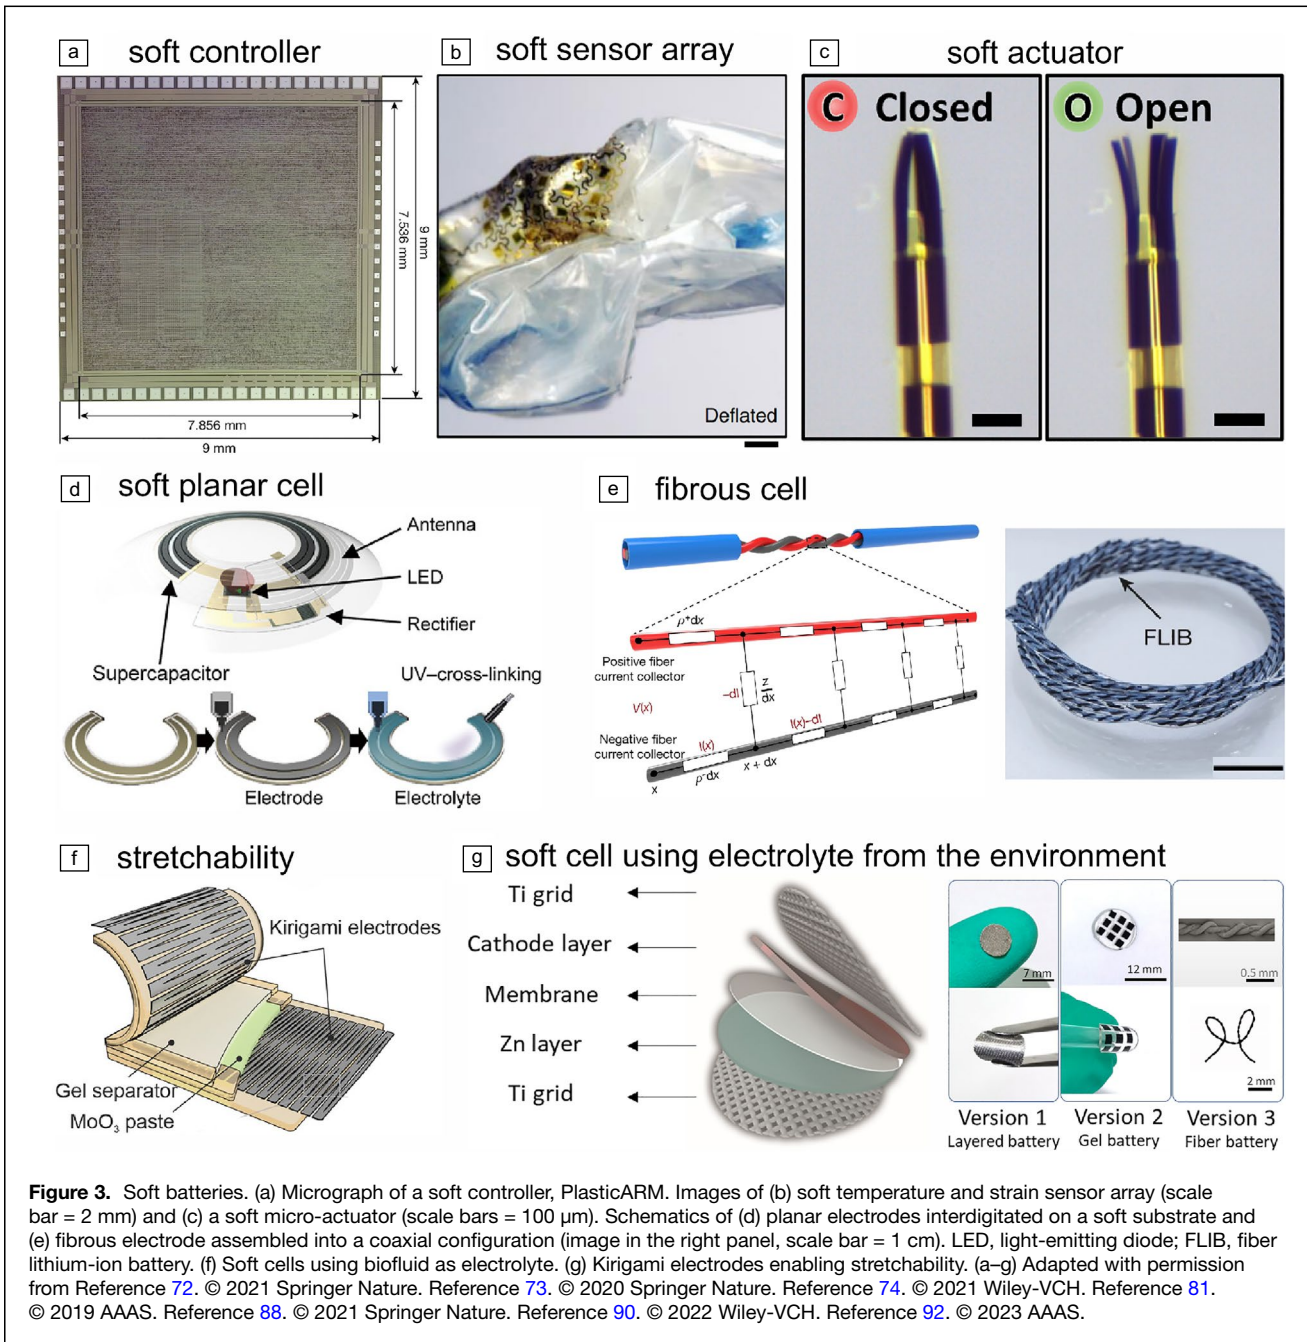 a soft controller
7.536 mm
9 mm
7.856 mm
9 mm
b soft sensor array
Deflated
c soft actuator
C Closed
O Open
d soft planar cell
Antenna
LED
Rectifier
Supercapacitor
UV–cross-linking
Electrode
Electrolyte
e fibrous cell
ρ⁺dx
Positive fiber
current collector
–dI
z/dx
V(x)
I(x)–dI
Negative fiber
current collector
I(x)
ρ⁻dx
x + dx
x
FLIB
f stretchability
Kirigami electrodes
Gel separator
MoO₃ paste
g soft cell using electrolyte from the environment
Ti grid
Cathode layer
Membrane
Zn layer
Ti grid
7 mm
12 mm
0.5 mm
2 mm
Version 1
Layered battery
Version 2
Gel battery
Version 3
Fiber battery
Figure 3. Soft batteries. (a) Micrograph of a soft controller, PlasticARM. Images of (b) soft temperature and strain sensor array (scale
bar = 2 mm) and (c) a soft micro-actuator (scale bars = 100 µm). Schematics of (d) planar electrodes interdigitated on a soft substrate and
(e) fibrous electrode assembled into a coaxial configuration (image in the right panel, scale bar = 1 cm). LED, light-emitting diode; FLIB, fiber
lithium-ion battery. (f) Soft cells using biofluid as electrolyte. (g) Kirigami electrodes enabling stretchability. (a–g) Adapted with permission
from Reference 72. © 2021 Springer Nature. Reference 73. © 2020 Springer Nature. Reference 74. © 2021 Wiley-VCH. Reference 81.
© 2019 AAAS. Reference 88. © 2021 Springer Nature. Reference 90. © 2022 Wiley-VCH. Reference 92. © 2023 AAAS.